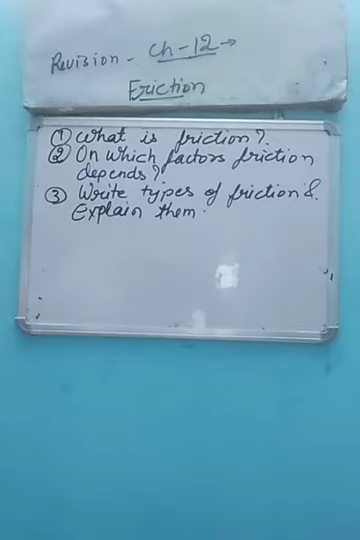 Revision - Ch-12→
Friction
① What is friction?
② On which factors friction
depends?
③ Write types of friction &
explain them.